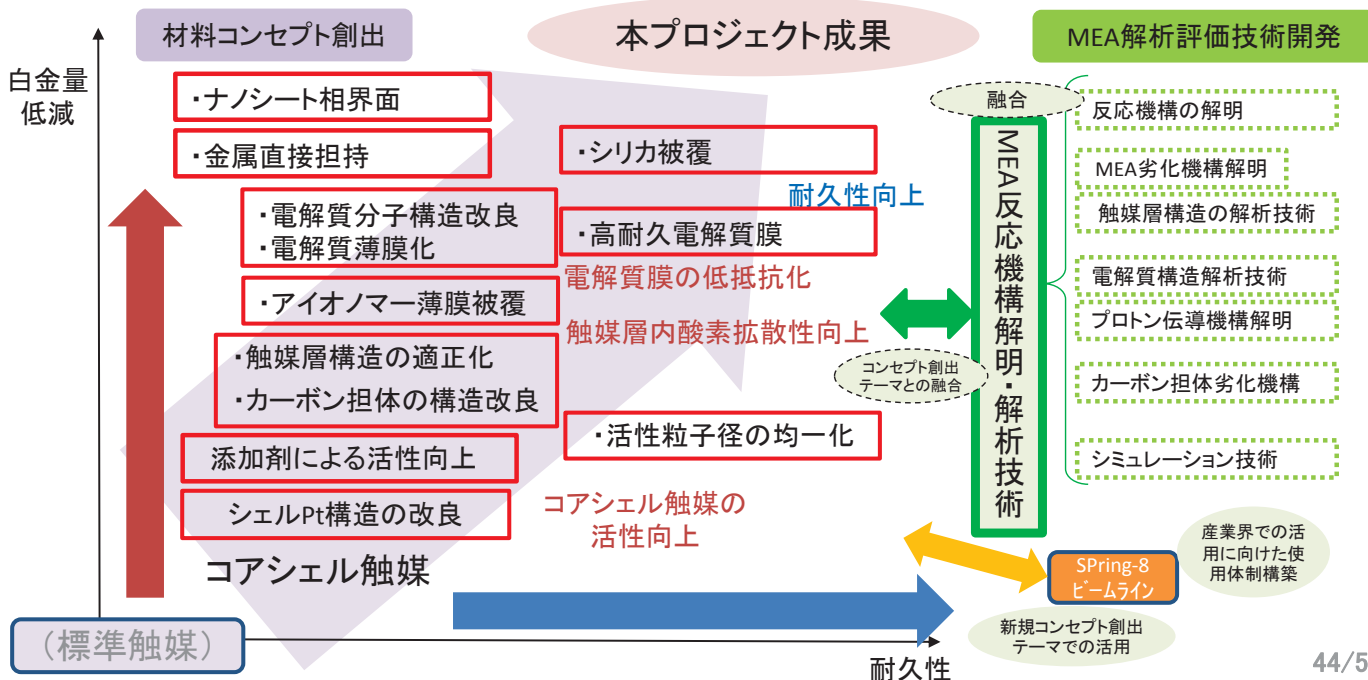 材料コンセプト創出
本プロジェクト成果
MEA解析評価技術開発
白金量
低減
・ナノシート相界面
・金属直接担持
・電解質分子構造改良
・電解質薄膜化
・アイオノマー薄膜被覆
・触媒層構造の適正化
・カーボン担体の構造改良
添加剤による活性向上
シェルPt構造の改良
コアシェル触媒
(標準触媒)
・シリカ被覆
耐久性向上
・高耐久電解質膜
電解質膜の低抵抗化
触媒層内酸素拡散性向上
・活性粒子径の均一化
コアシェル触媒の
活性向上
耐久性
融合
MEA反応機構解明・解析技術
コンセプト創出
テーマとの融合
反応機構の解明
MEA劣化機構解明
触媒層構造の解析技術
電解質構造解析技術
プロトン伝導機構解明
カーボン担体劣化機構
シミュレーション技術
SPring-8
ビームライン
産業界での活
用に向けた使
用体制構築
新規コンセプト創出
テーマでの活用
44/5